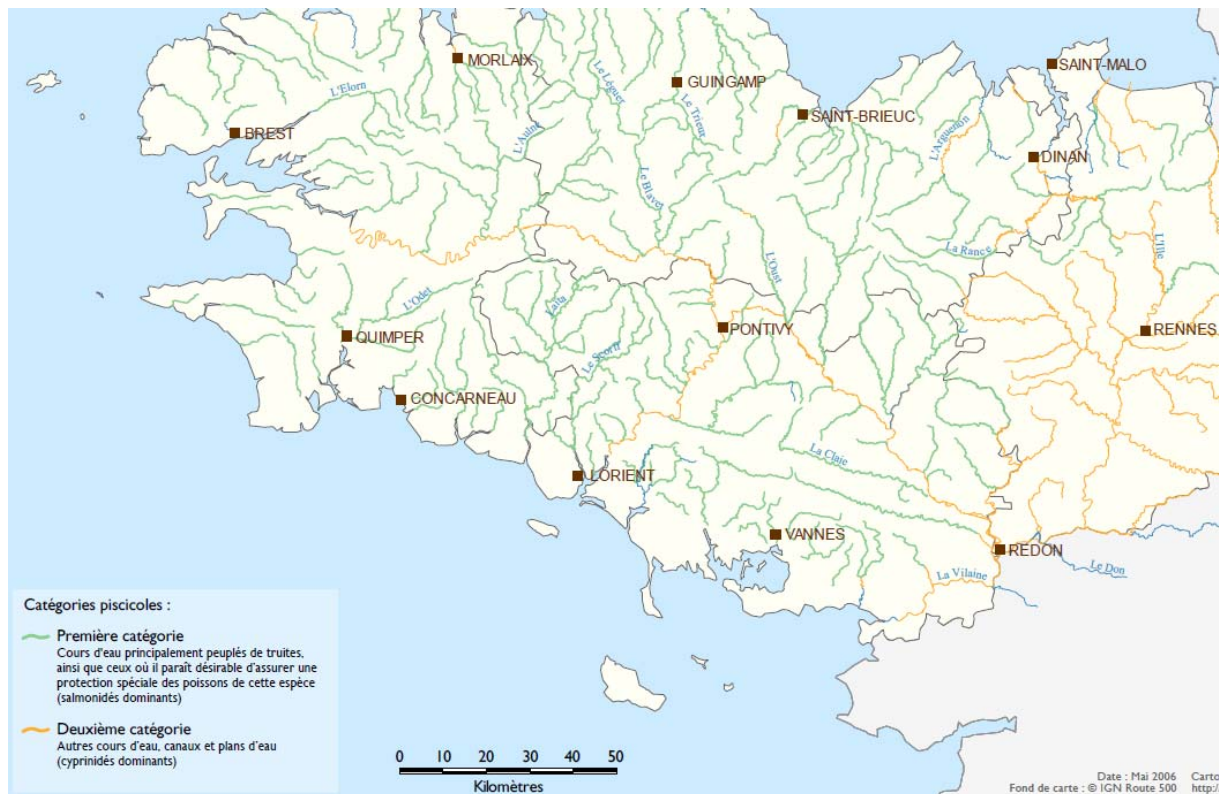 MORLAIX
GUINGAMP
SAINT-MALO
BREST
SAINT-BRIEUC
DINAN
L'Elorn
L'Aulne
Le Léguer
Le Trieux
L'Arguenon
Le Blavet
L'Oust
La Rance
L'Ille
L'Odet
Laïta
QUIMPER
PONTIVY
RENNES
Le Scorff
CONCARNEAU
La Claie
LORIENT
VANNES
REDON
Le Don
La Vilaine
Catégories piscicoles :
Première catégorie
Cours d'eau principalement peuplés de truites,
ainsi que ceux où il paraît désirable d'assurer une
protection spéciale des poissons de cette espèce
(salmonidés dominants)
Deuxième catégorie
Autres cours d'eau, canaux et plans d'eau
(cyprinidés dominants)
0 10 20 30 40 50
Kilomètres
Date : Mai 2006 Carto
Fond de carte : © IGN Route 500 http:/